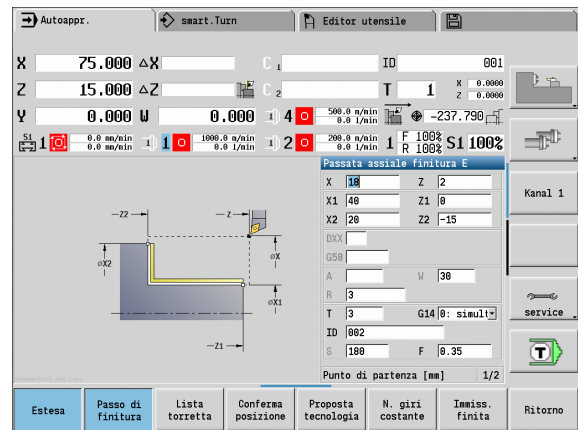 Autoappr.
smart.Turn
Editor utensile
X 75.000 △X C 1 ID 001
Z 15.000 △Z C 2 T 1 X 0.0000
Z 0.0000
Y 0.000 W 0.000 4 500.0 m/min
0.0 1/min -237.790
S1 1 0.0 mm/min
0.0 mm/min 1 1000.0 m/min
0.0 1/min 2 200.0 m/min
0.0 1/min 1 F 100%
R 100% S1 100%
Passata assiale finitura E
X 18 Z 2
X1 40 Z1 0
X2 20 Z2 -15
DXX
G58
A W 30
R 3
T 3 G14 0: simult
ID 002
S 180 F 0.35
Punto di partenza [mm] 1/2
Z2
Z
øX2
øX
øX1
Z1
Kanal 1
service
T
Estesa
Passo di finitura
Lista torretta
Conferma posizione
Proposta tecnologia
N. giri costante
Immiss. finita
Ritorno